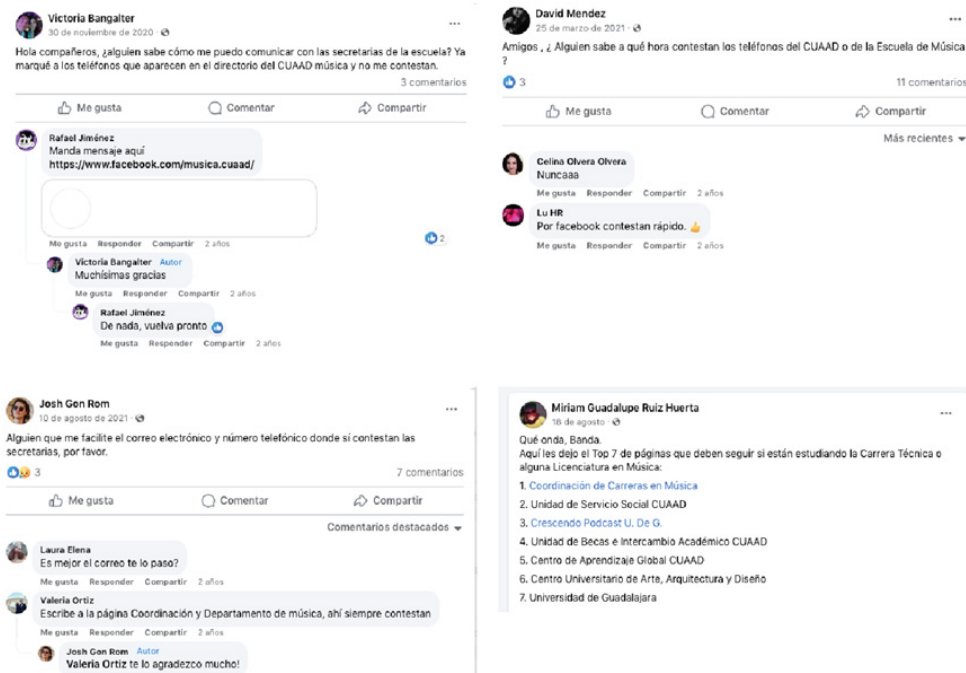 Victoria Bangalter
30 de noviembre de 2020 ·
Hola compañeros, ¿alguien sabe cómo me puedo comunicar con las secretarias de la escuela? Ya
marqué a los teléfonos que aparecen en el directorio del CUAAD música y no me contestan.
3 comentarios
Me gusta Comentar Compartir
Rafael Jiménez
Manda mensaje aquí
https://www.facebook.com/musica.cuaad/
Me gusta Responder Compartir 2 años
2
Victoria Bangalter Autor
Muchísimas gracias
Me gusta Responder Compartir 2 años
Rafael Jiménez
De nada, vuelva pronto
Me gusta Responder Compartir 2 años
David Mendez
25 de marzo de 2021 ·
Amigos , ¿ Alguien sabe a qué hora contestan los teléfonos del CUAAD o de la Escuela de Música
?
3
11 comentarios
Me gusta Comentar Compartir
Más recientes
Celina Olvera Olvera
Nuncaaa
Me gusta Responder Compartir 2 años
Lu HR
Por facebook contestan rápido. 👍
Me gusta Responder Compartir 2 años
Josh Gon Rom
10 de agosto de 2021 ·
Alguien que me facilite el correo electrónico y número telefónico donde sí contestan las
secretarias, por favor.
3
7 comentarios
Me gusta Comentar Compartir
Comentarios destacados
Laura Elena
Es mejor el correo te lo paso?
Me gusta Responder Compartir 2 años
Valeria Ortiz
Escribe a la página Coordinación y Departamento de música, ahí siempre contestan
Me gusta Responder Compartir 2 años
Josh Gon Rom Autor
Valeria Ortiz te lo agradezco mucho!
Miriam Guadalupe Ruiz Huerta
18 de agosto ·
Qué onda, Banda.
Aquí les dejo el Top 7 de páginas que deben seguir si están estudiando la Carrera Técnica o
alguna Licenciatura en Música:
1. Coordinación de Carreras en Música
2. Unidad de Servicio Social CUAAD
3. Crescendo Podcast U. De G.
4. Unidad de Becas e Intercambio Académico CUAAD
5. Centro de Aprendizaje Global CUAAD
6. Centro Universitario de Arte, Arquitectura y Diseño
7. Universidad de Guadalajara